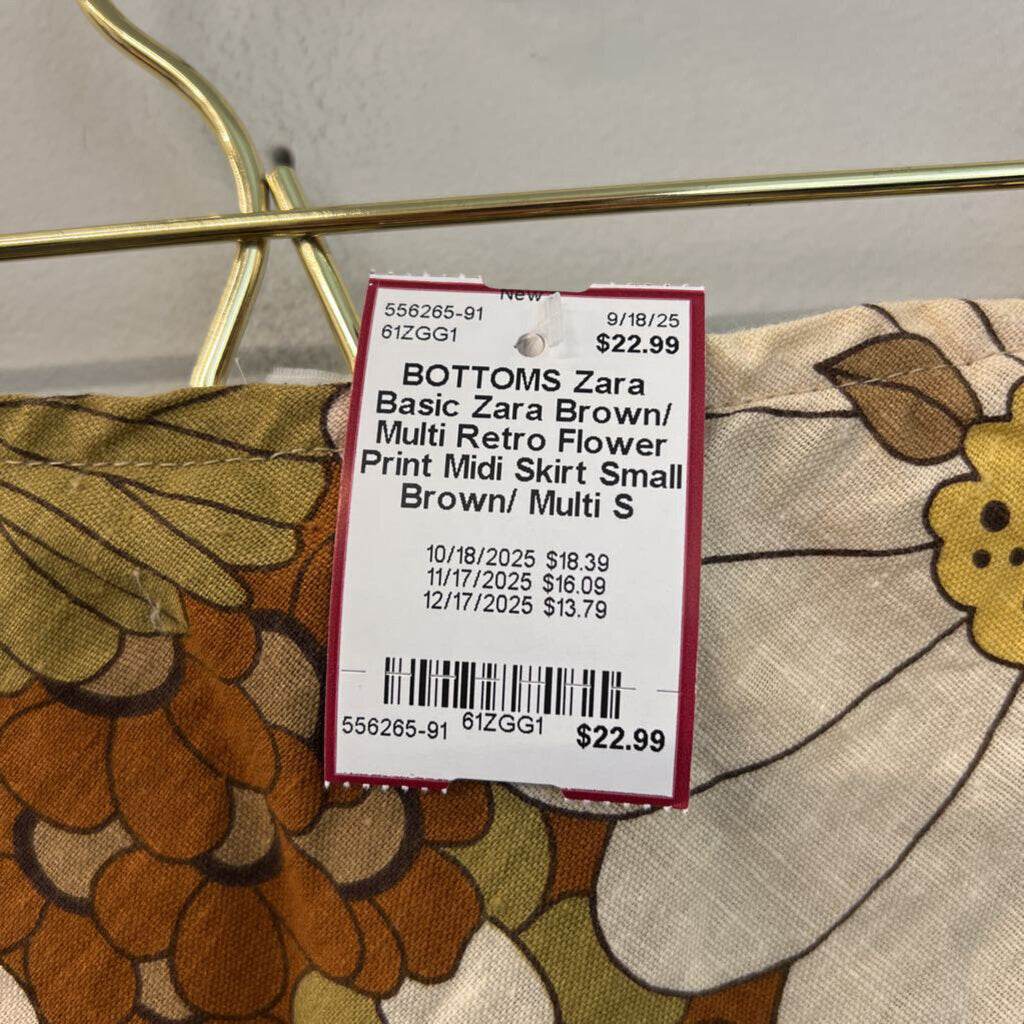 New
556265-91 9/18/25
61ZGG1 $22.99
BOTTOMS Zara
Basic Zara Brown/
Multi Retro Flower
Print Midi Skirt Small
Brown/ Multi S
10/18/2025 $18.39
11/17/2025 $16.09
12/17/2025 $13.79
556265-91 61ZGG1 $22.99